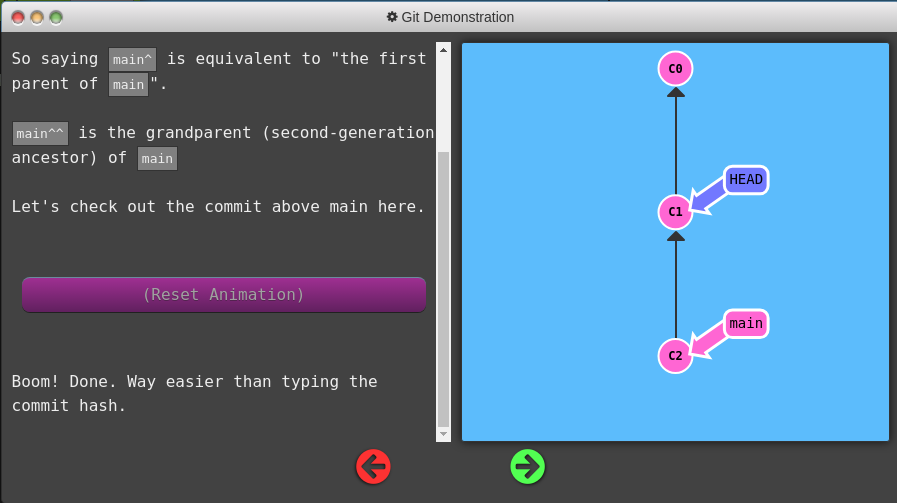 Git Demonstration
So saying main^ is equivalent to "the first
parent of main".
main^^ is the grandparent (second-generation
ancestor) of main
Let's check out the commit above main here.
(Reset Animation)
Boom! Done. Way easier than typing the
commit hash.
C0
HEAD
C1
main
C2